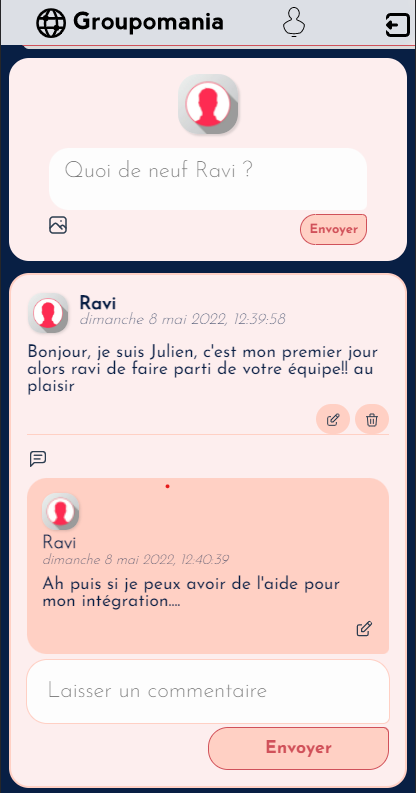 Groupomania
Quoi de neuf Ravi ?
Envoyer
Ravi
dimanche 8 mai 2022, 12:39:58
Bonjour, je suis Julien, c'est mon premier jour
alors ravi de faire parti de votre équipe!! au
plaisir
Ravi
dimanche 8 mai 2022, 12:40:39
Ah puis si je peux avoir de l'aide pour
mon intégration....
Laisser un commentaire
Envoyer